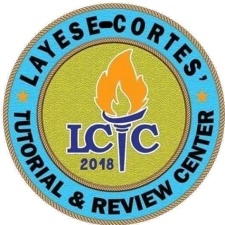 LAYESE-CORTES'
LCTC
2018
TUTORIAL & REVIEW CENTER